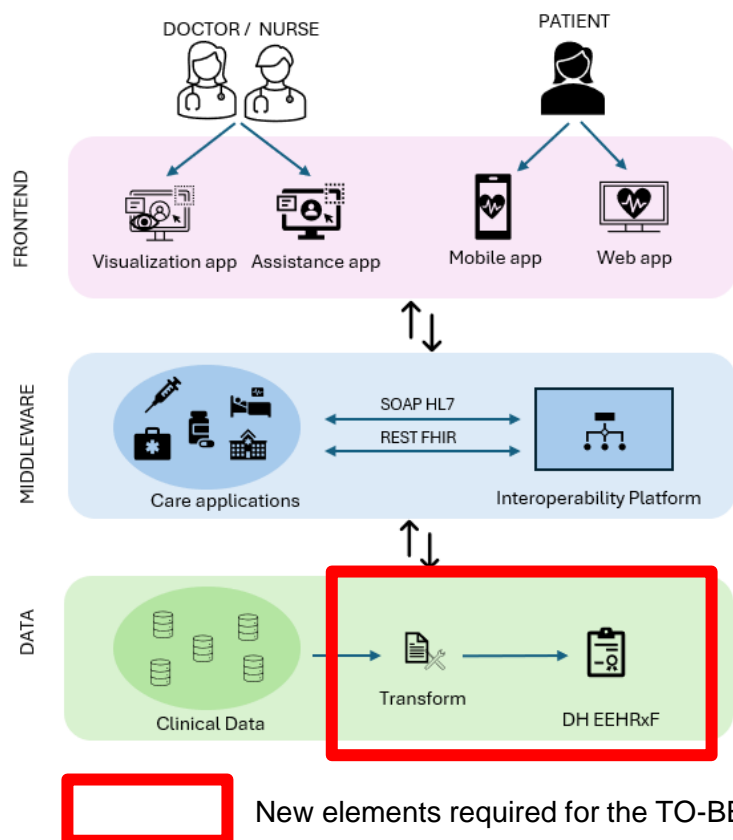 DOCTOR / NURSE
PATIENT
FRONTEND
Visualization app
Assistance app
Mobile app
Web app
MIDDLEWARE
SOAP HL7
REST FHIR
Care applications
Interoperability Platform
DATA
Transform
Clinical Data
DH EEHRxF
New elements required for the TO-BE